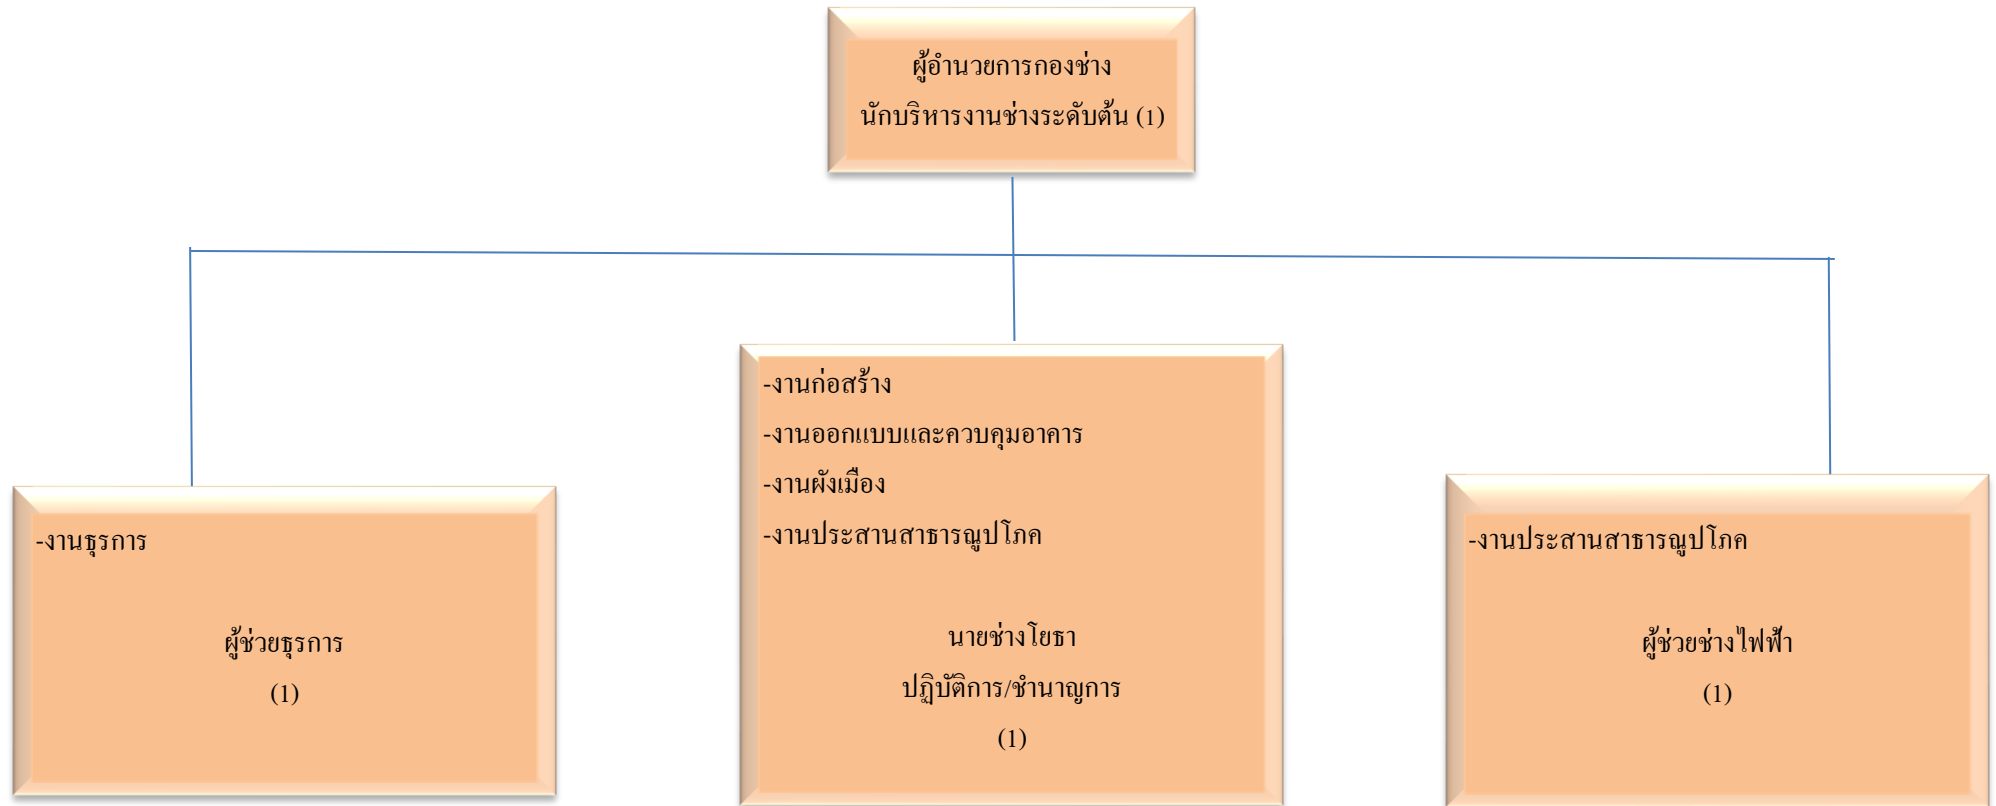 ผู้อำนวยการกองช่าง
นักบริหารงานช่างระดับต้น (1)
-งานธุรการ
ผู้ช่วยธุรการ
(1)
-งานก่อสร้าง
-งานออกแบบและควบคุมอาคาร
-งานผังเมือง
-งานประสานสาธารณูปโภค
นายช่างโยธา
ปฏิบัติการ/ชำนาญการ
(1)
-งานประสานสาธารณูปโภค
ผู้ช่วยช่างไฟฟ้า
(1)